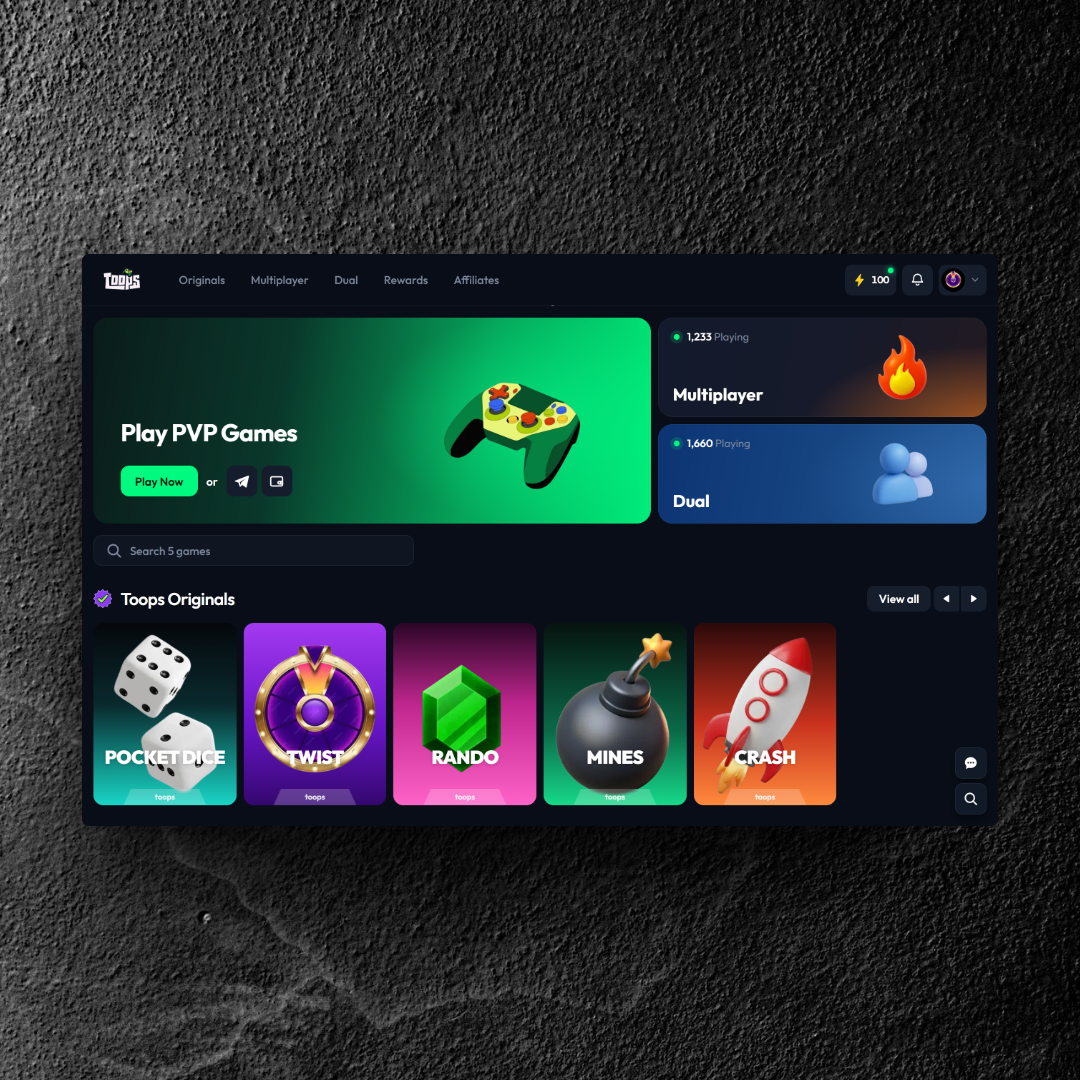 Toops
Originals
Multiplayer
Dual
Rewards
Affiliates
100
Play PVP Games
Play Now
or
1,233 Playing
Multiplayer
1,660 Playing
Dual
Search 5 games
Toops Originals
View all
POCKET DICE
toops
TWIST
toops
RANDO
toops
MINES
toops
CRASH
toops